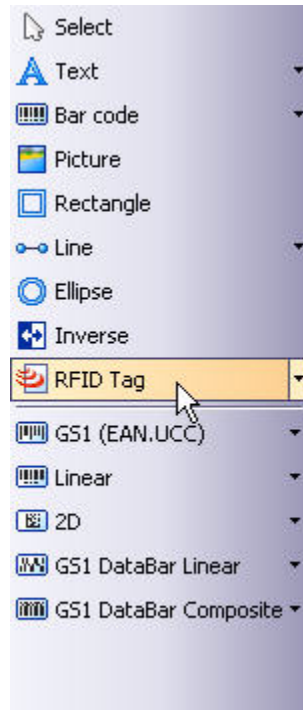 Select
Text
Bar code
Picture
Rectangle
Line
Ellipse
Inverse
RFID Tag
GS1 (EAN.UCC)
Linear
2D
GS1 DataBar Linear
GS1 DataBar Composite